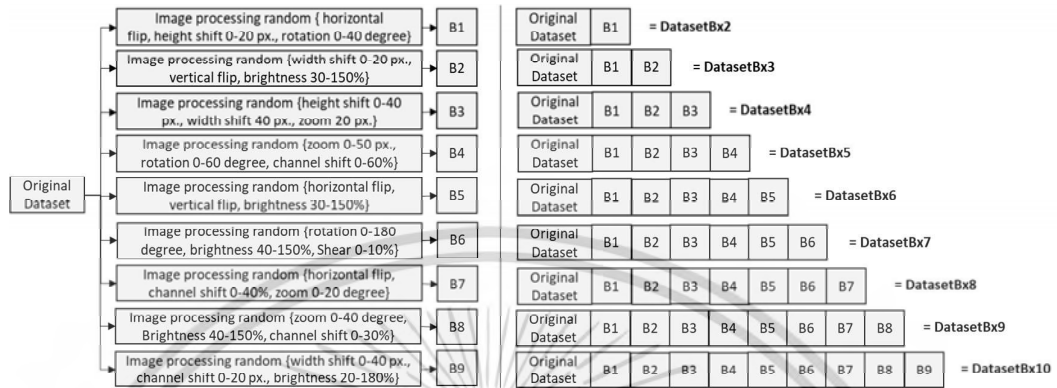 Image processing random { horizontal
flip, height shift 0-20 px., rotation 0-40 degree}
B1
Image processing random {width shift 0-20 px.,
vertical flip, brightness 30-150%}
B2
Image processing random {height shift 0-40
px., width shift 40 px., zoom 20 px.}
B3
Image processing random {zoom 0-50 px.,
rotation 0-60 degree, channel shift 0-60%}
B4
Original
Dataset
Image processing random {horizontal flip,
vertical flip, brightness 30-150%}
B5
Image processing random {rotation 0-180
degree, brightness 40-150%, Shear 0-10%}
B6
Image processing random {horizontal flip,
channel shift 0-40%, zoom 0-20 degree}
B7
Image processing random {zoom 0-40 degree,
Brightness 40-150%, channel shift 0-30%}
B8
Image processing random {width shift 0-40 px.,
channel shift 0-20 px., brightness 20-180%}
B9
Original
Dataset
B1 = DatasetBx2
Original
Dataset
B1 B2 = DatasetBx3
Original
Dataset
B1 B2 B3 = DatasetBx4
Original
Dataset
B1 B2 B3 B4 = DatasetBx5
Original
Dataset
B1 B2 B3 B4 B5 = DatasetBx6
Original
Dataset
B1 B2 B3 B4 B5 B6 = DatasetBx7
Original
Dataset
B1 B2 B3 B4 B5 B6 B7 = DatasetBx8
Original
Dataset
B1 B2 B3 B4 B5 B6 B7 B8 = DatasetBx9
Original
Dataset
B1 B2 B3 B4 B5 B6 B7 B8 B9 = DatasetBx10